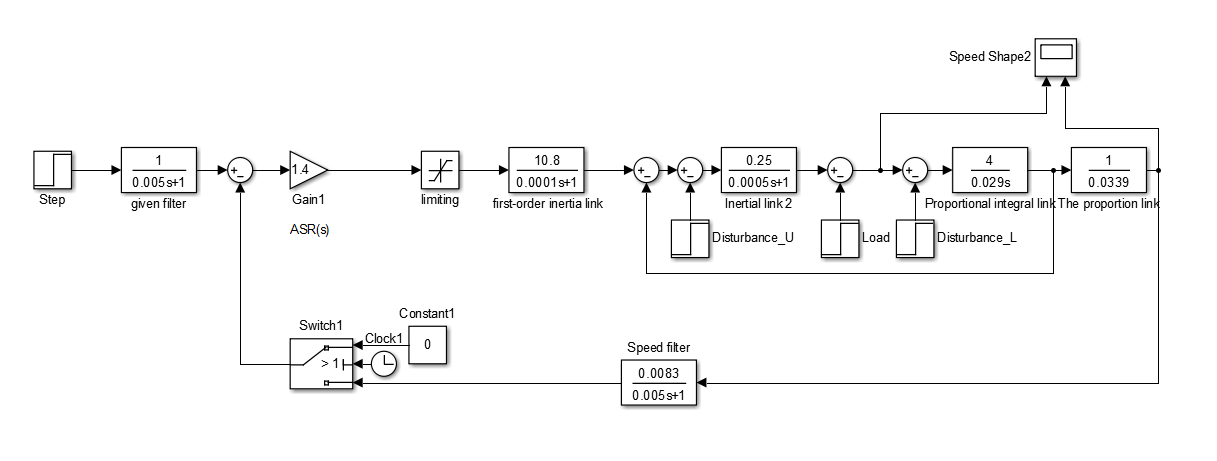 Speed Shape2
Step
1
0.005s+1
given filter
+
-
1.4
Gain1
ASR(s)
limiting
10.8
0.0001s+1
first-order inertia link
+
-
+
-
0.25
0.0005s+1
Inertial link 2
+
-
+
-
4
0.029s
Proportional integral link
1
0.0339
The proportion link
Disturbance_U
Load
Disturbance_L
Switch1
> 1
Clock1
Constant1
0
Speed filter
0.0083
0.005s+1